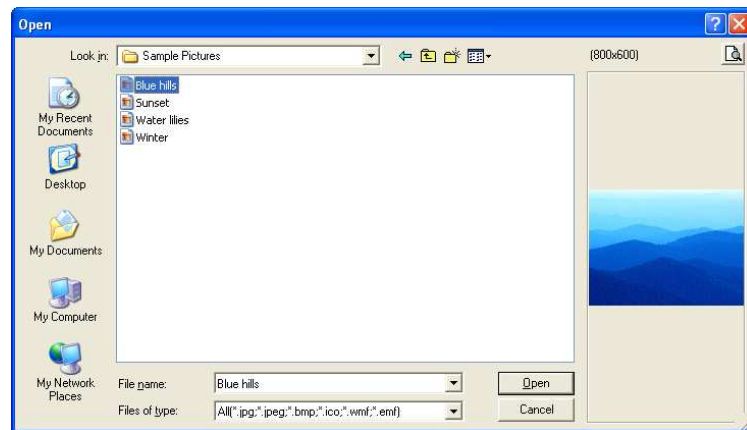 Open
Look in: Sample Pictures
(800x600)
My Recent
Documents
Desktop
My Documents
My Computer
My Network
Places
Blue hills
Sunset
Water lilies
Winter
File name: Blue hills Open
Files of type: All(*.jpg;*.jpeg;*.bmp;*.ico;*.wmf;*.emf) Cancel